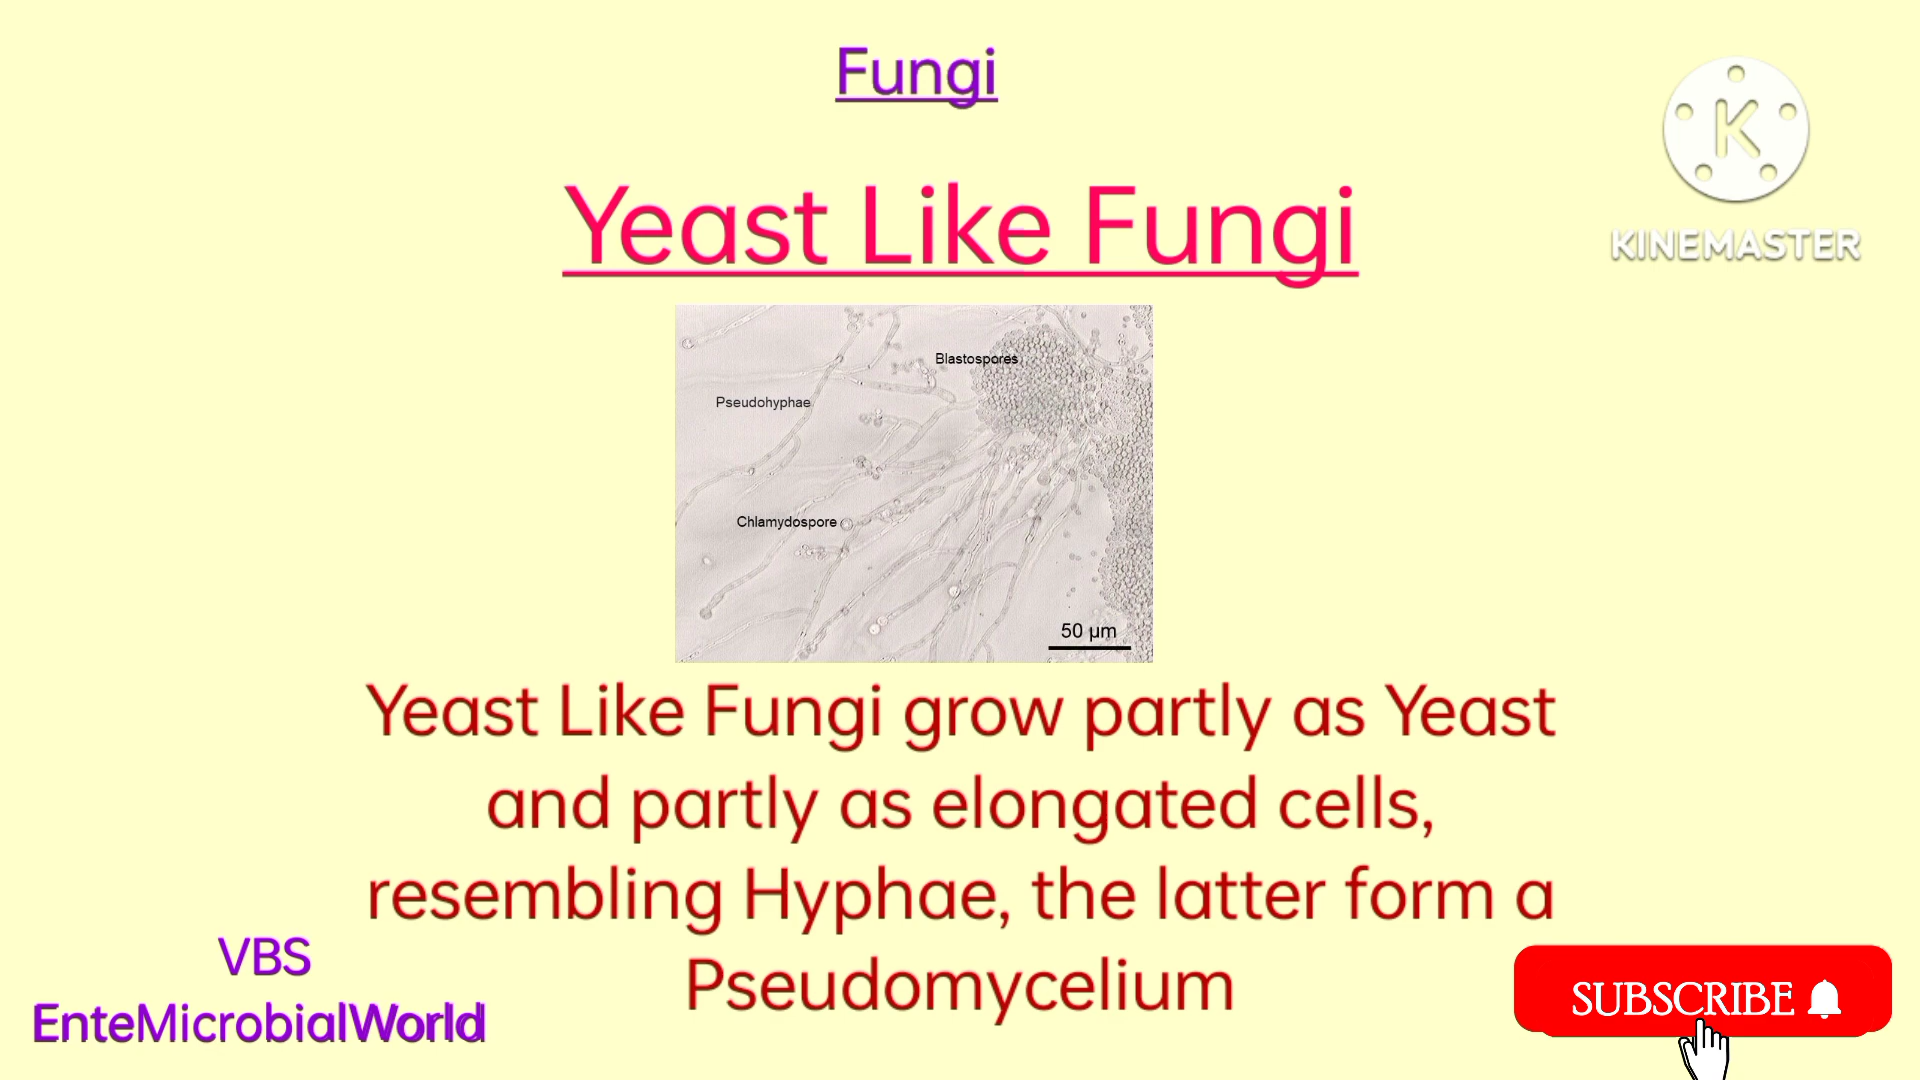 Fungi
K
KINEMASTER
Yeast Like Fungi
Blastospores
Pseudohyphae
Chlamydospore
50 µm
Yeast Like Fungi grow partly as Yeast
and partly as elongated cells,
resembling Hyphae, the latter form a
Pseudomycelium
VBS
EnteMicrobialWorld
SUBSCRIBE